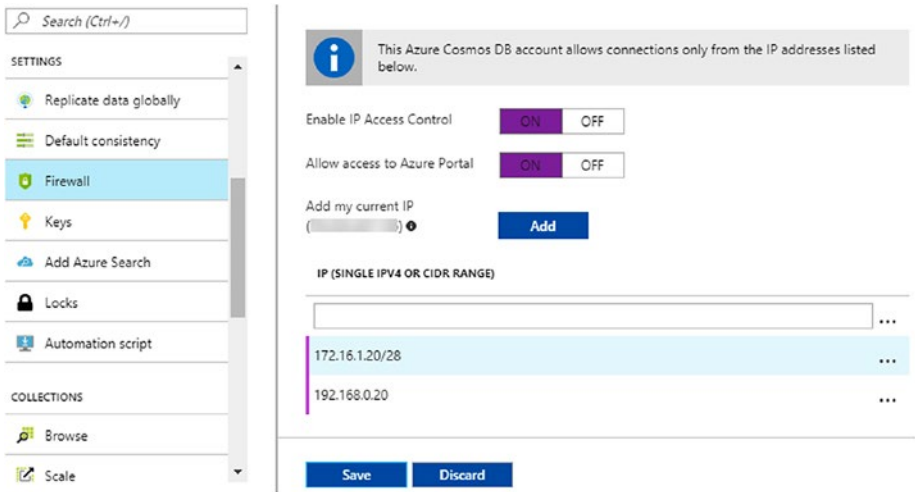 Search (Ctrl+/)
SETTINGS
Replicate data globally
Default consistency
Firewall
Keys
Add Azure Search
Locks
Automation script
COLLECTIONS
Browse
Scale
This Azure Cosmos DB account allows connections only from the IP addresses listed
below.
Enable IP Access Control ON OFF
Allow access to Azure Portal ON OFF
Add my current IP
( ) Add
IP (SINGLE IPV4 OR CIDR RANGE)
...
172.16.1.20/28 ...
192.168.0.20 ...
Save Discard